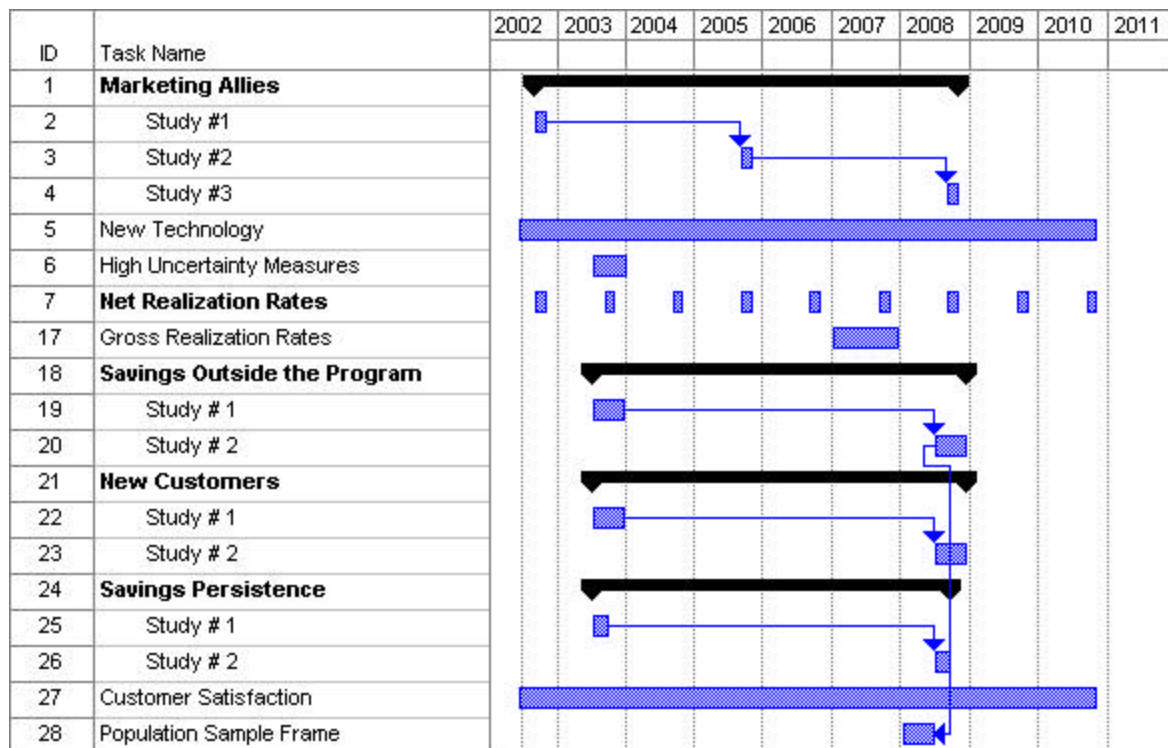 2002 2003 2004 2005 2006 2007 2008 2009 2010 2011
ID Task Name
1 Marketing Allies
2 Study #1
3 Study #2
4 Study #3
5 New Technology
6 High Uncertainty Measures
7 Net Realization Rates
17 Gross Realization Rates
18 Savings Outside the Program
19 Study # 1
20 Study # 2
21 New Customers
22 Study # 1
23 Study # 2
24 Savings Persistence
25 Study # 1
26 Study # 2
27 Customer Satisfaction
28 Population Sample Frame